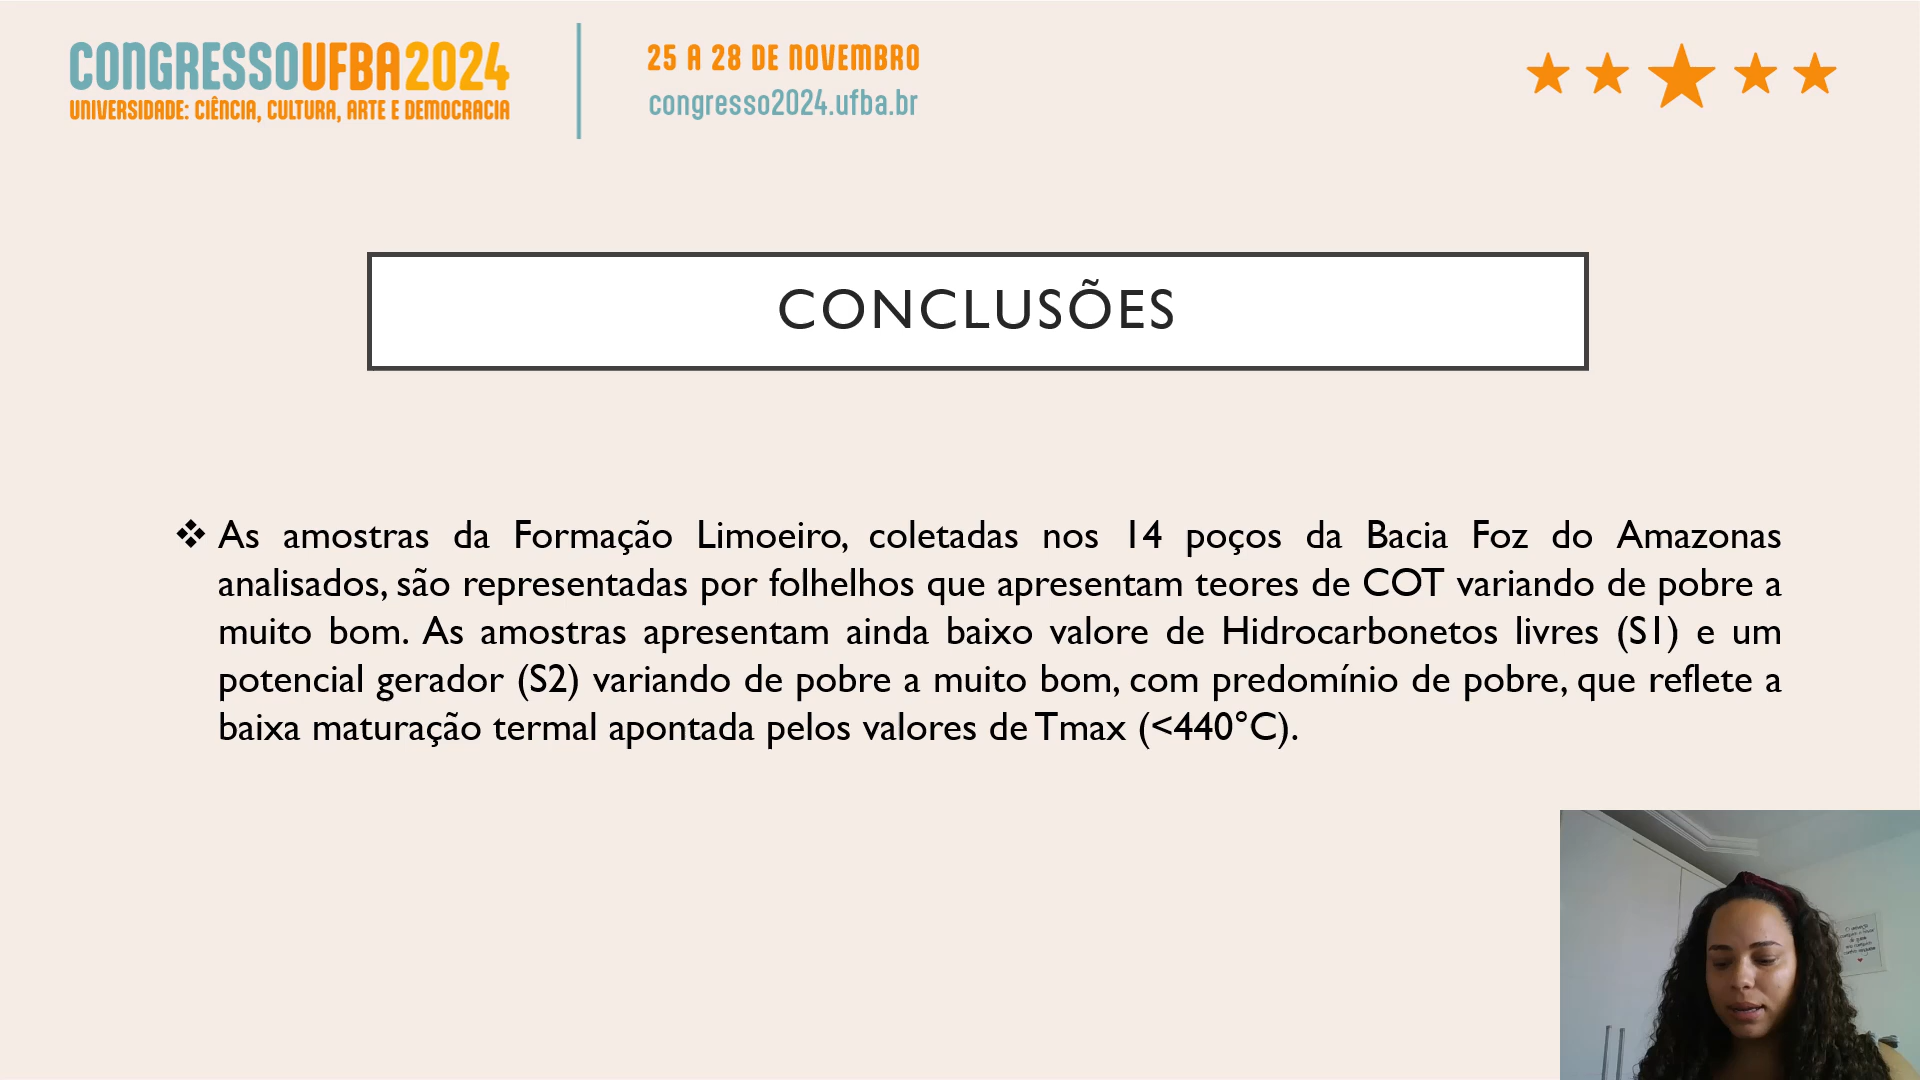 CONGRESSOUFBA2024
UNIVERSIDADE: CIÊNCIA, CULTURA, ARTE E DEMOCRACIA
25 A 28 DE NOVEMBRO
congresso2024.ufba.br
CONCLUSÕES
❖ As amostras da Formação Limoeiro, coletadas nos 14 poços da Bacia Foz do Amazonas
analisados, são representadas por folhelhos que apresentam teores de COT variando de pobre a
muito bom. As amostras apresentam ainda baixo valore de Hidrocarbonetos livres (S1) e um
potencial gerador (S2) variando de pobre a muito bom, com predomínio de pobre, que reflete a
baixa maturação termal apontada pelos valores de Tmax (<440°C).